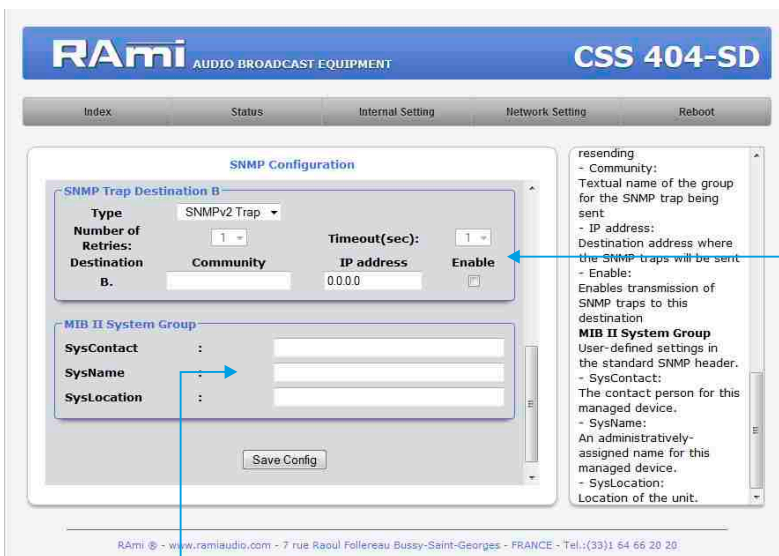 RAmi AUDIO BROADCAST EQUIPMENT
CSS 404-SD
Index Status Internal Setting Network Setting Reboot
SNMP Configuration
SNMP Trap Destination B
Type SNMPv2 Trap
Number of Retries: 1 Timeout(sec): 1
Destination Community IP address Enable
B. 0.0.0.0
MIB II System Group
SysContact :
SysName :
SysLocation :
Save Config
resending
- Community:
Textual name of the group
for the SNMP trap being
sent
- IP address:
Destination address where
the SNMP traps will be sent
- Enable:
Enables transmission of
SNMP traps to this
destination
MIB II System Group
User-defined settings in
the standard SNMP header.
- SysContact:
The contact person for this
managed device.
- SysName:
An administratively-
assigned name for this
managed device.
- SysLocation:
Location of the unit.
RAmi ® - www.ramiaudio.com - 7 rue Raoul Follereau Bussy-Saint-Georges - FRANCE - Tel.:(33)1 64 66 20 20